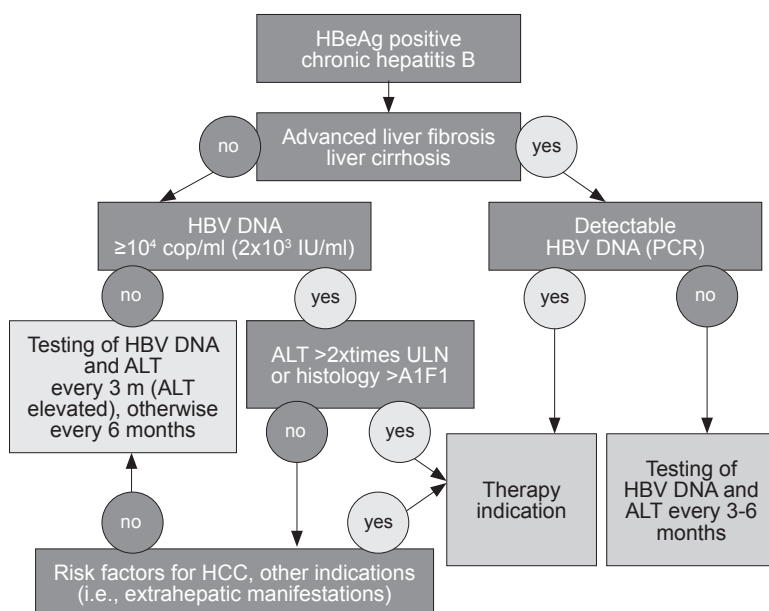 HBeAg positive
chronic hepatitis B
no
Advanced liver fibrosis
liver cirrhosis
yes
HBV DNA
≥10⁴ cop/ml (2x10³ IU/ml)
Detectable
HBV DNA (PCR)
no
yes
yes
no
Testing of HBV DNA
and ALT
every 3 m (ALT
elevated), otherwise
every 6 months
ALT >2xtimes ULN
or histology >A1F1
no
yes
Therapy
indication
Testing of
HBV DNA and
ALT every 3-6
months
no
yes
Risk factors for HCC, other indications
(i.e., extrahepatic manifestations)